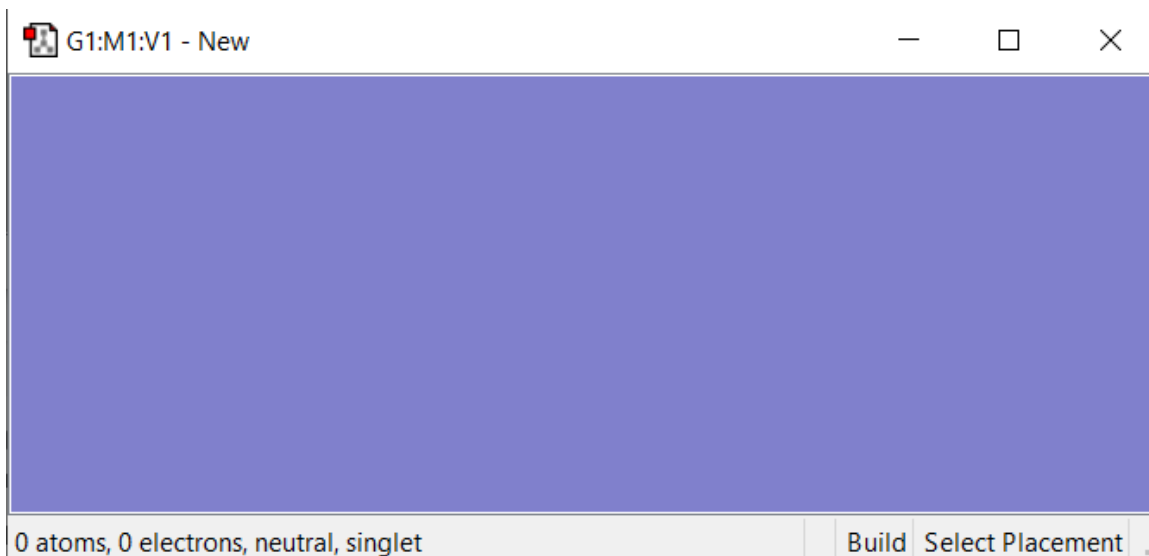 G1:M1:V1 - New
0 atoms, 0 electrons, neutral, singlet Build Select Placement